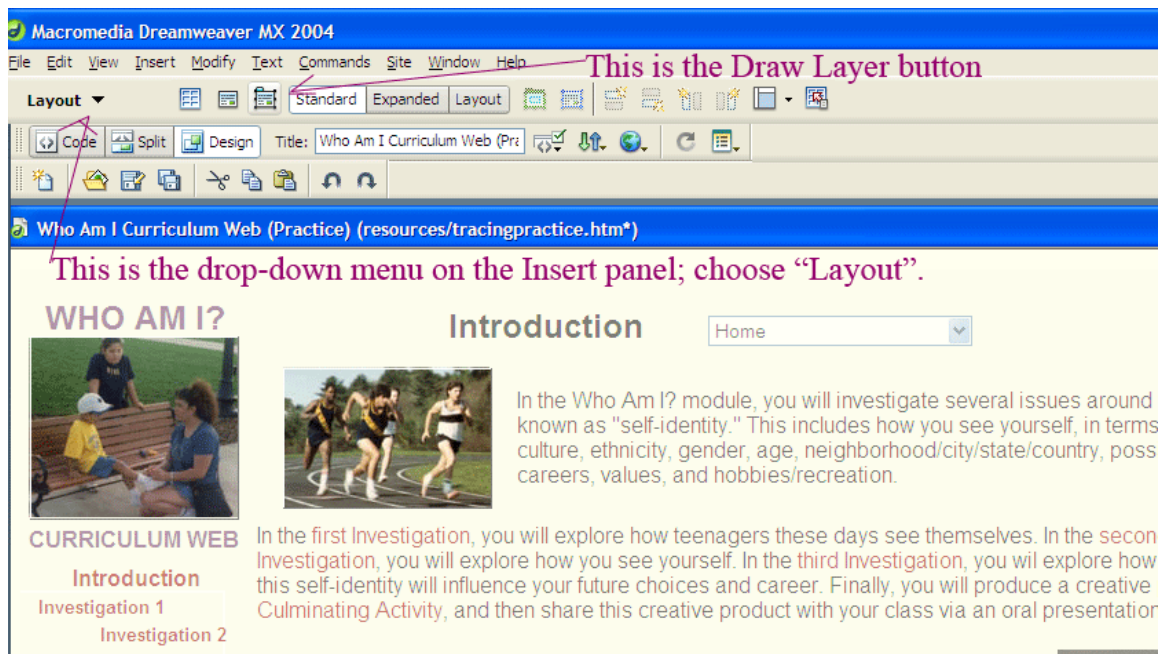 Macromedia Dreamweaver MX 2004
File Edit View Insert Modify Text Commands Site Window Help
This is the Draw Layer button
Layout Standard Expanded Layout
Code Split Design Title: Who Am I Curriculum Web (Pra
Who Am I Curriculum Web (Practice) (resources/tracingpractice.htm*)
This is the drop-down menu on the Insert panel; choose “Layout”.
WHO AM I?
Introduction
Home
In the Who Am I? module, you will investigate several issues around
known as "self-identity." This includes how you see yourself, in terms
culture, ethnicity, gender, age, neighborhood/city/state/country, poss
careers, values, and hobbies/recreation.
CURRICULUM WEB
Introduction
Investigation 1
Investigation 2
In the first Investigation, you will explore how teenagers these days see themselves. In the secon
Investigation, you will explore how you see yourself. In the third Investigation, you wil explore how
this self-identity will influence your future choices and career. Finally, you will produce a creative
Culminating Activity, and then share this creative product with your class via an oral presentation